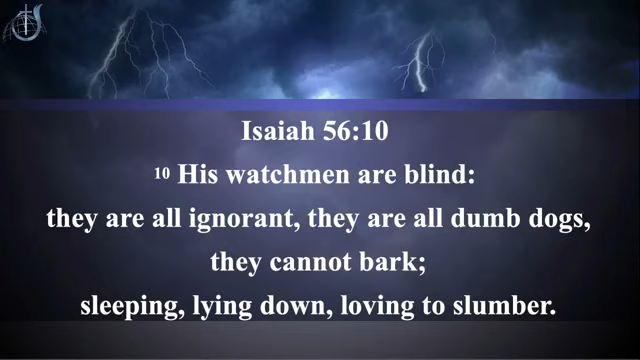 Isaiah 56:10
10 His watchmen are blind:
they are all ignorant, they are all dumb dogs,
they cannot bark;
sleeping, lying down, loving to slumber.